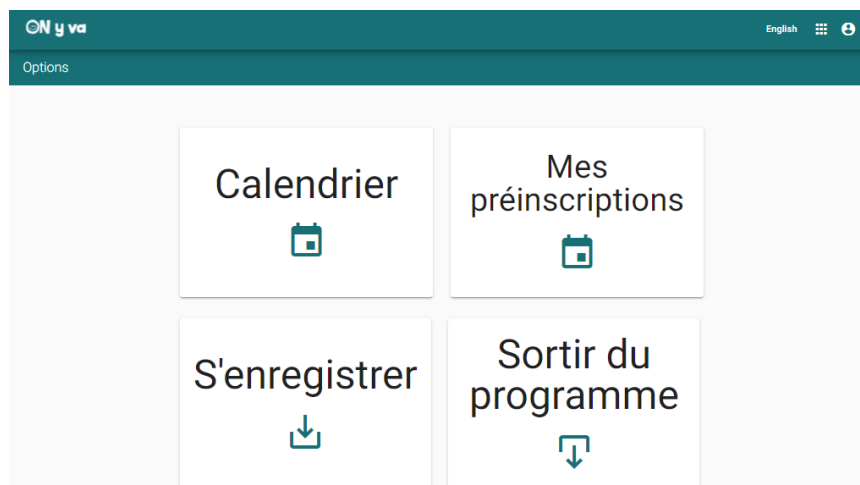 ON y va
English
Options
Calendrier
Mes
préinscriptions
S'enregistrer
Sortir du
programme